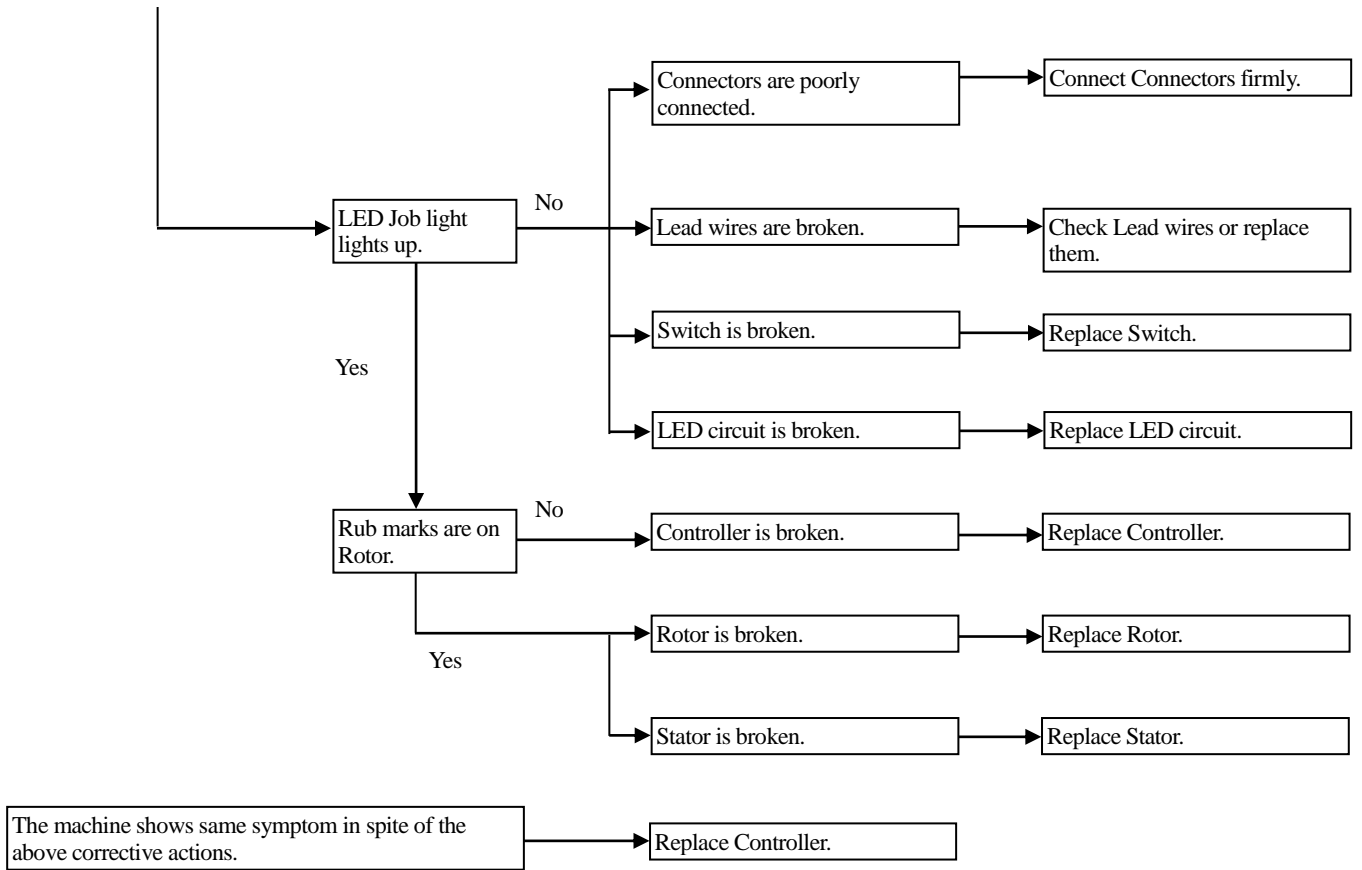 Connectors are poorly
connected.
Connect Connectors firmly.
LED Job light
lights up.
No
Lead wires are broken.
Check Lead wires or replace
them.
Switch is broken.
Replace Switch.
Yes
LED circuit is broken.
Replace LED circuit.
Rub marks are on
Rotor.
No
Controller is broken.
Replace Controller.
Rotor is broken.
Replace Rotor.
Yes
Stator is broken.
Replace Stator.
The machine shows same symptom in spite of the
above corrective actions.
Replace Controller.